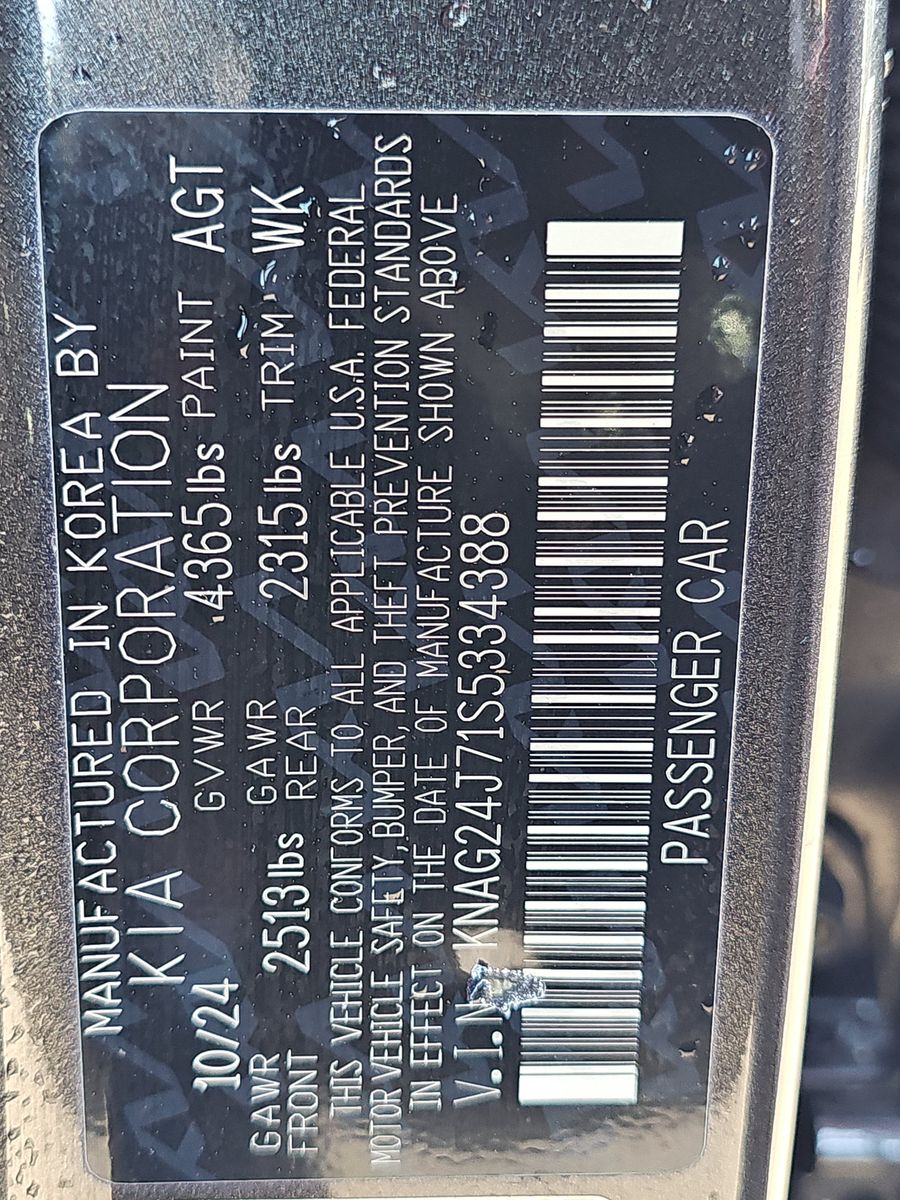 MANUFACTURED IN KOREA BY
KIA CORPORATION
10/24 GVWR 4365lbs PAINT AGT
GAWR FRONT 2513lbs GAWR REAR 2315lbs TRIM WK
THIS VEHICLE CONFORMS TO ALL APPLICABLE U.S.A. FEDERAL
MOTOR VEHICLE SAFETY, BUMPER, AND THEFT PREVENTION STANDARDS
IN EFFECT ON THE DATE OF MANUFACTURE SHOWN ABOVE
V.I.N KNAG24J71S5334388
PASSENGER CAR